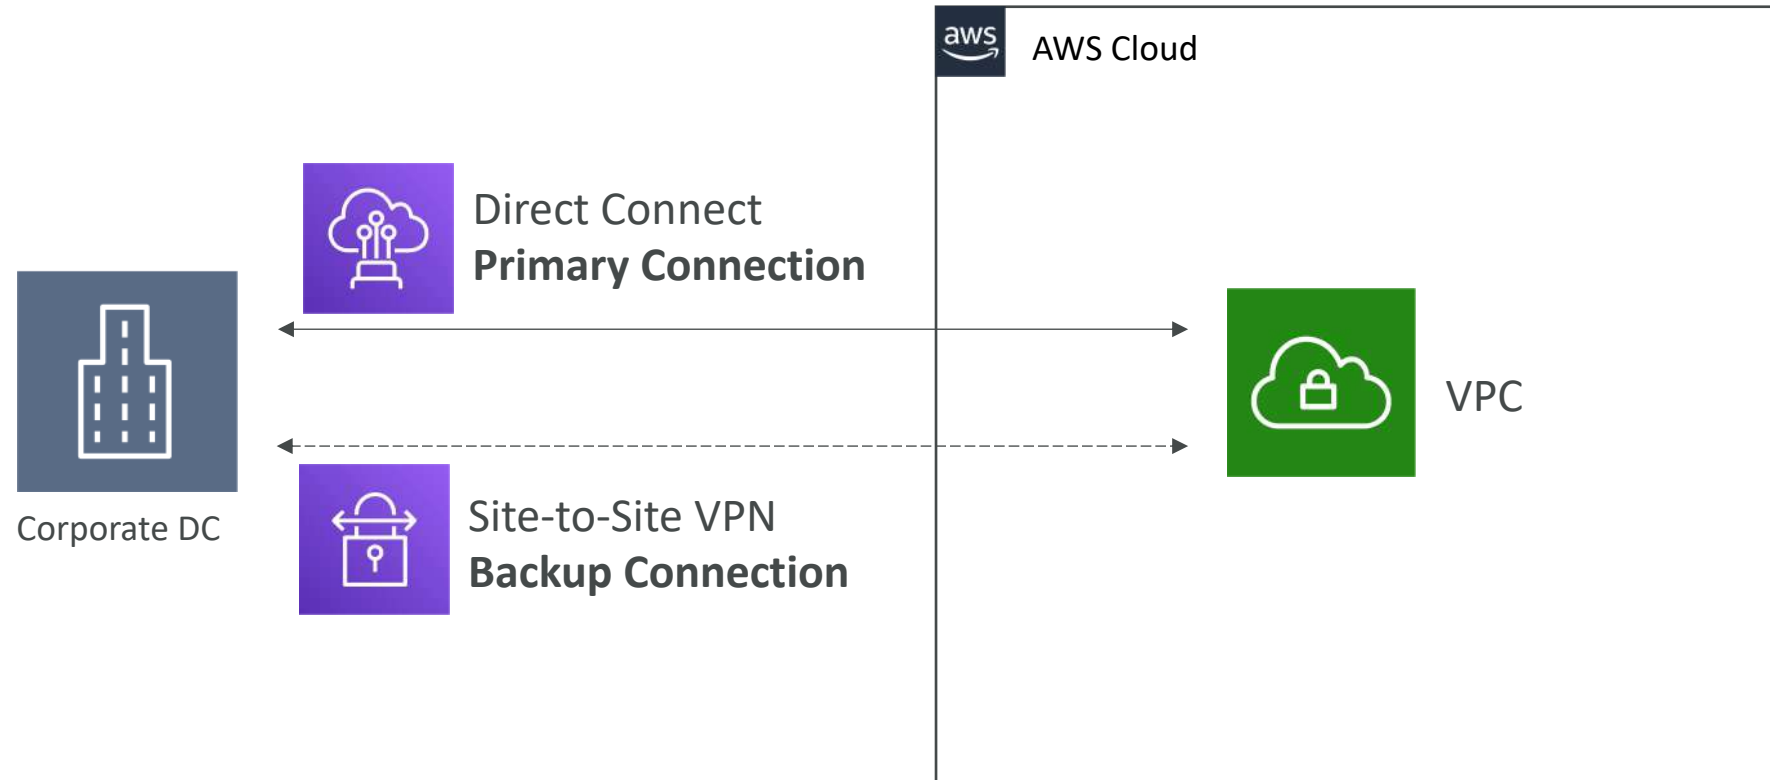 aws
AWS Cloud
Direct Connect
Primary Connection
VPC
Corporate DC
Site-to-Site VPN
Backup Connection